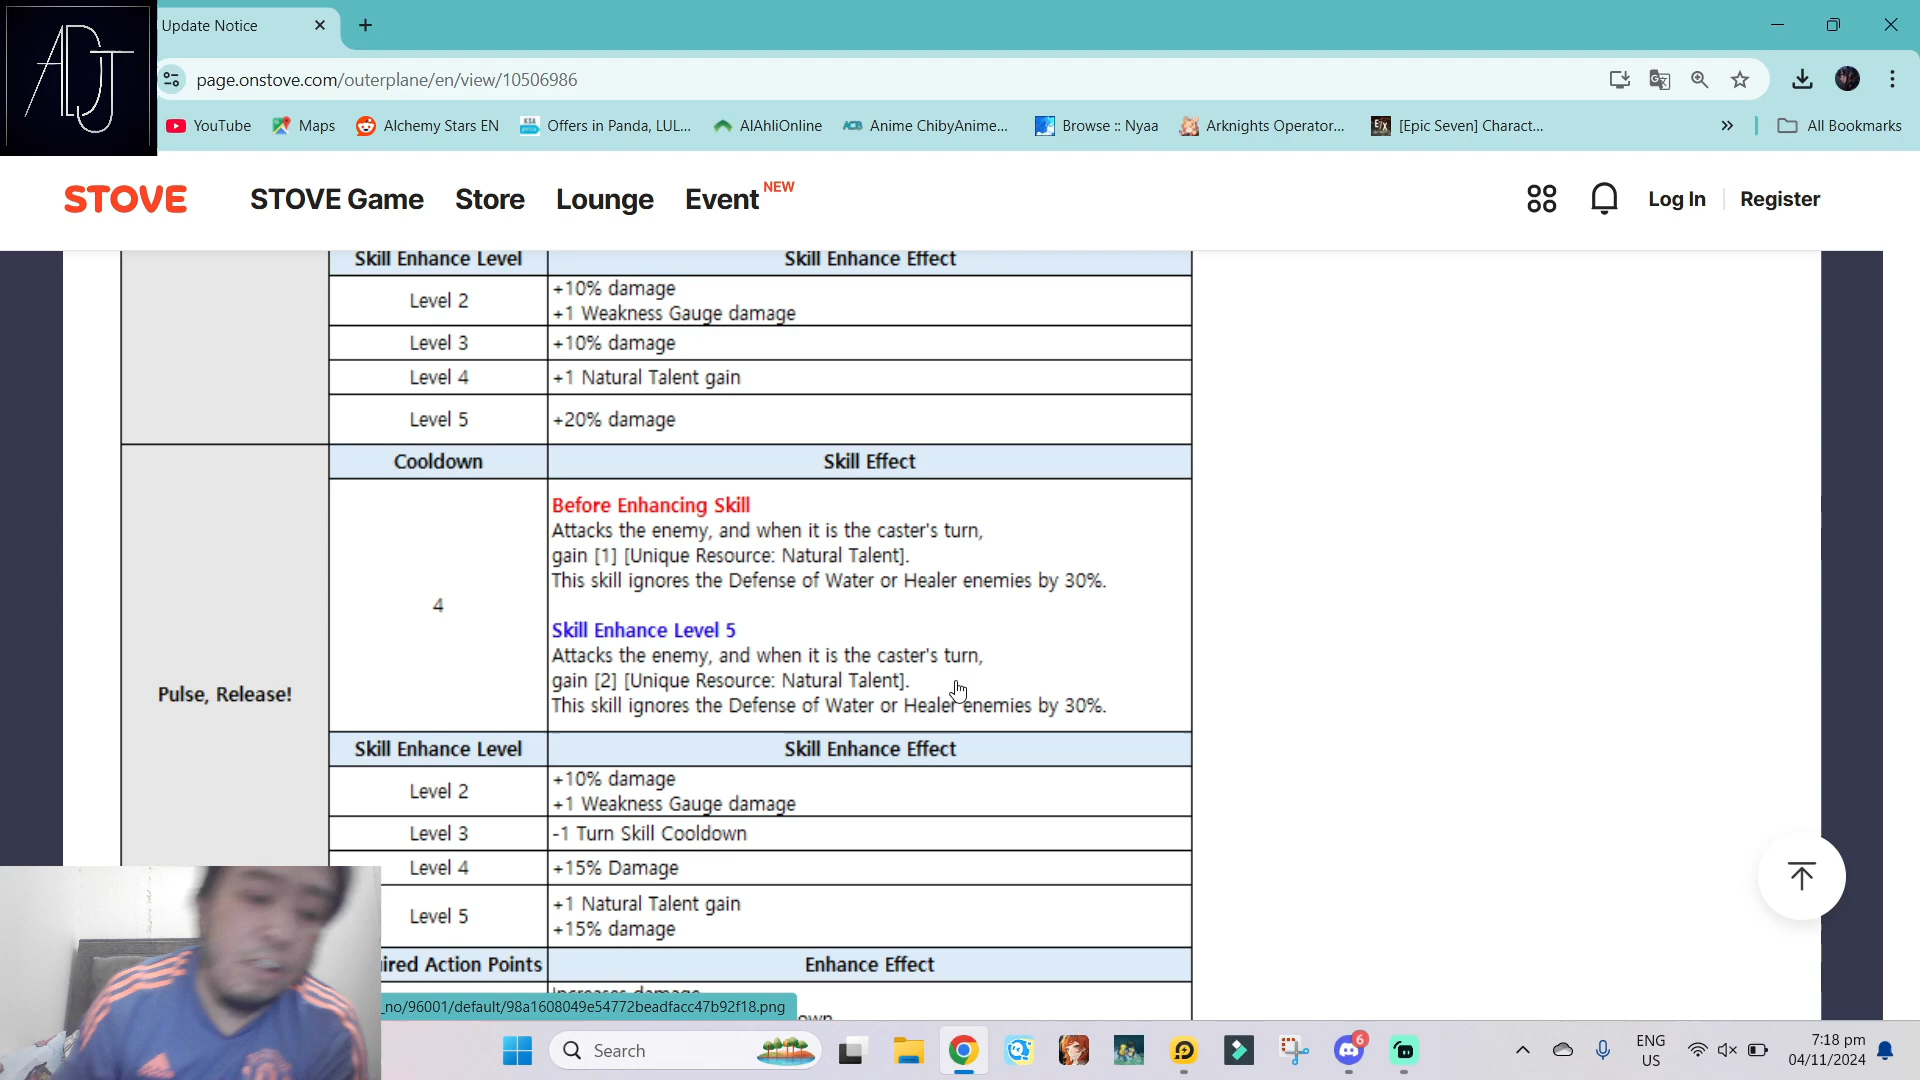 ADJ
Update Notice
page.onstove.com/outerplane/en/view/10506986
YouTube
Maps
Alchemy Stars EN
Offers in Panda, LUL...
AlAhliOnline
Anime ChibyAnime...
Browse :: Nyaa
Arknights Operator...
[Epic Seven] Charact...
All Bookmarks
STOVE
STOVE Game
Store
Lounge
Event
NEW
Log In
Register
Skill Enhance Level
Skill Enhance Effect
Level 2
+10% damage
+1 Weakness Gauge damage
Level 3
+10% damage
Level 4
+1 Natural Talent gain
Level 5
+20% damage
Pulse, Release!
Cooldown
Skill Effect
4
Before Enhancing Skill
Attacks the enemy, and when it is the caster's turn,
gain [1] [Unique Resource: Natural Talent].
This skill ignores the Defense of Water or Healer enemies by 30%.
Skill Enhance Level 5
Attacks the enemy, and when it is the caster's turn,
gain [2] [Unique Resource: Natural Talent].
This skill ignores the Defense of Water or Healer enemies by 30%.
Skill Enhance Level
Skill Enhance Effect
Level 2
+10% damage
+1 Weakness Gauge damage
Level 3
-1 Turn Skill Cooldown
Level 4
+15% Damage
Level 5
+1 Natural Talent gain
+15% damage
ired Action Points
Enhance Effect
Increases damage
_no/96001/default/98a1608049e54772beadfacc47b92f18.png
Search
6
ENG
US
7:18 pm
04/11/2024